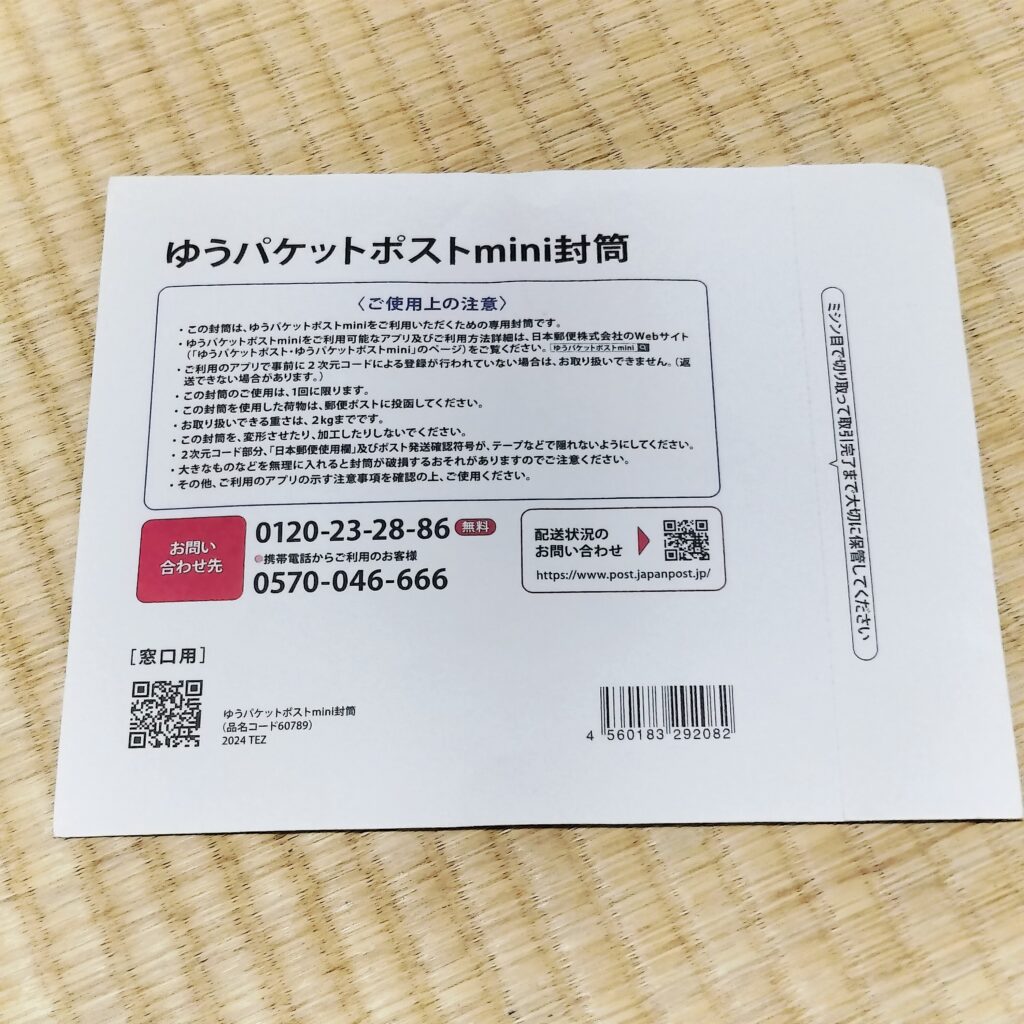 ゆうパケットポストmini封筒
〈ご使用上の注意〉
・この封筒は、ゆうパケットポストminiをご利用いただくための専用封筒です。
・ゆうパケットポストminiをご利用可能なアプリ及びご利用方法詳細は、日本郵便株式会社のWebサイト
(「ゆうパケットポスト・ゆうパケットポストmini」のページ)をご覧ください。ゆうパケットポストmini
・ご利用のアプリで事前に2次元コードによる登録が行われていない場合は、お取り扱いできません。(返
送できない場合があります。)
・この封筒のご使用は、1回に限ります。
・この封筒を使用した荷物は、郵便ポストに投函してください。
・お取り扱いできる重さは、2kgまでです。
・この封筒を、変形させたり、加工したりしないでください。
・2次元コード部分、「日本郵便使用欄」及びポスト発送確認符号が、テープなどで隠れないようにしてください。
・大きなものなどを無理に入れると封筒が破損するおそれがありますのでご注意ください。
・その他、ご利用のアプリの示す注意事項を確認の上、ご使用ください。
お問い
合わせ先
0120-23-28-86 無料
●携帯電話からご利用のお客様
0570-046-666
配送状況の
お問い合わせ
https://www.post.japanpost.jp/
[窓口用]
ゆうパケットポストmini封筒
(品名コード60789)
2024 TEZ
4 560183 292082
ミシン目で切り取って取引完了まで大切に保管してください